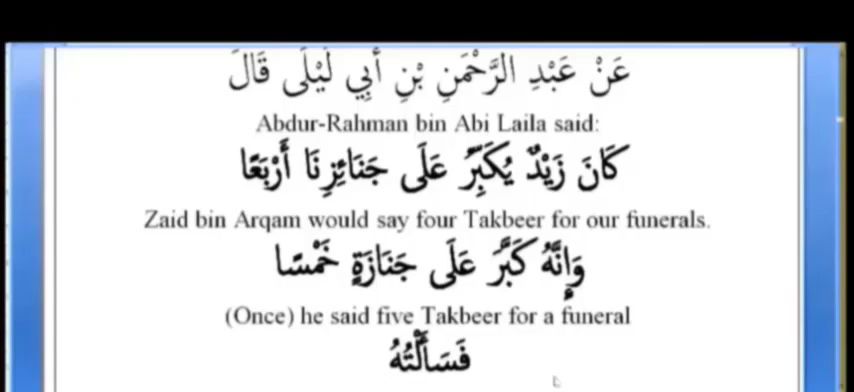 عَنْ عَبْدِ الرَّحْمَنِ بْنِ أَبِي لَيْلَى قَالَ
Abdur-Rahman bin Abi Laila said:
كَانَ زَيْدٌ يُكَبِّرُ عَلَى جَنَائِزِنَا أَرْبَعًا
Zaid bin Arqam would say four Takbeer for our funerals.
وَإِنَّهُ كَبَّرَ عَلَى جَنَازَةٍ خَمْسًا
(Once) he said five Takbeer for a funeral
فَسَأَلْتُهُ